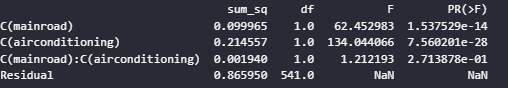 sum_sq df F PR(>F)
C(mainroad) 0.099965 1.0 62.452983 1.537529e-14
C(airconditioning) 0.214557 1.0 134.044066 7.560201e-28
C(mainroad):C(airconditioning) 0.001940 1.0 1.212193 2.713878e-01
Residual 0.865950 541.0 NaN NaN